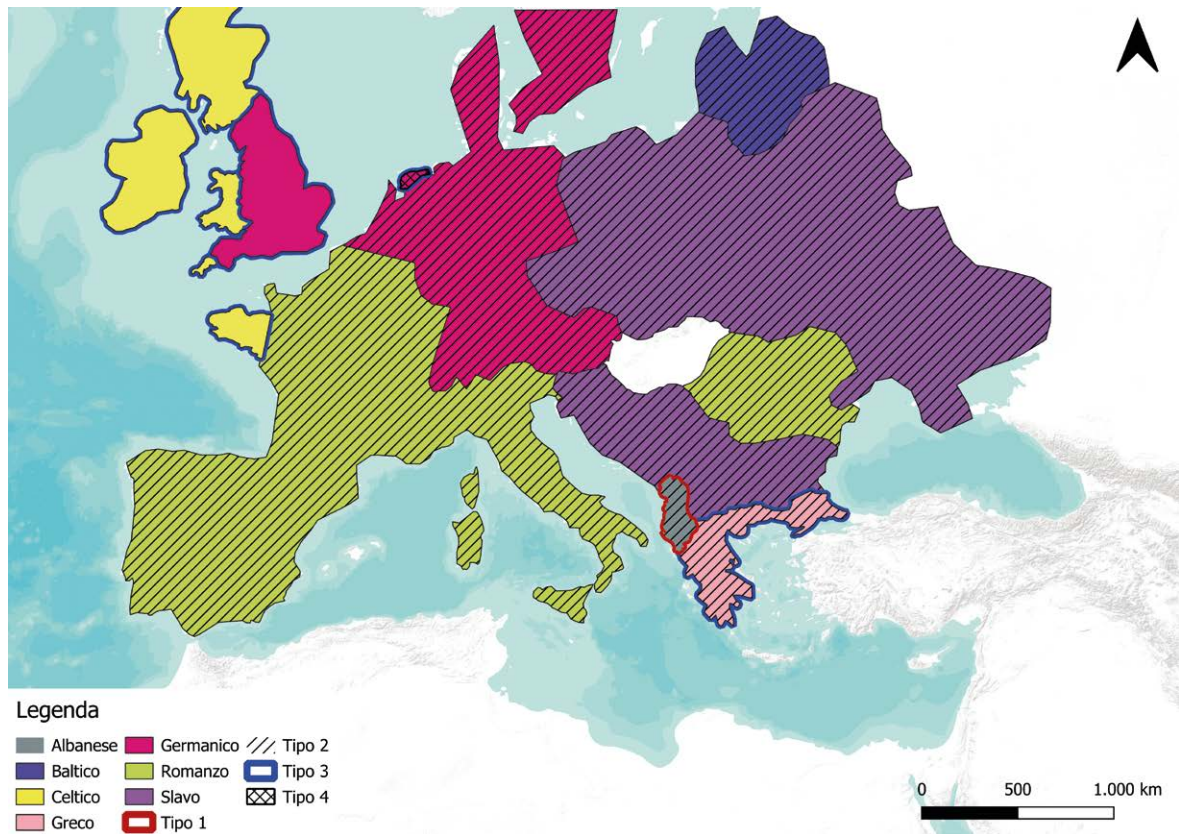 Legenda
Albanese Germanico Tipo 2
Baltico Romanzo Tipo 3
Celtico Slavo Tipo 4
Greco Tipo 1
0 500 1.000 km